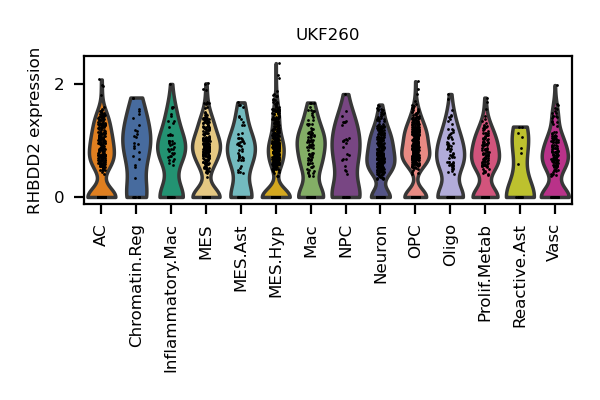 UKF260
RHBDD2 expression
2
0
AC
Chromatin.Reg
Inflammatory.Mac
MES
MES.Ast
MES.Hyp
Mac
NPC
Neuron
OPC
Oligo
Prolif.Metab
Reactive.Ast
Vasc